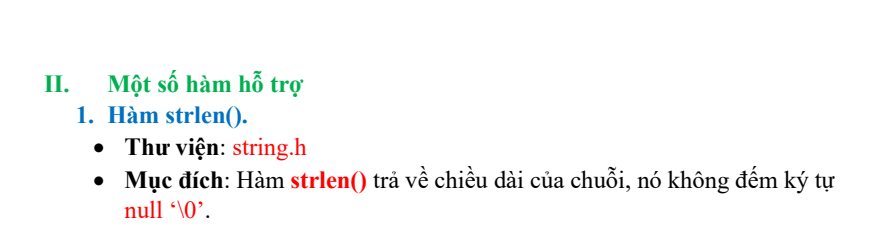 II. Một số hàm hỗ trợ
1. Hàm strlen().
• Thư viện: string.h
• Mục đích: Hàm strlen() trả về chiều dài của chuỗi, nó không đếm ký tự
null ‘\0’.